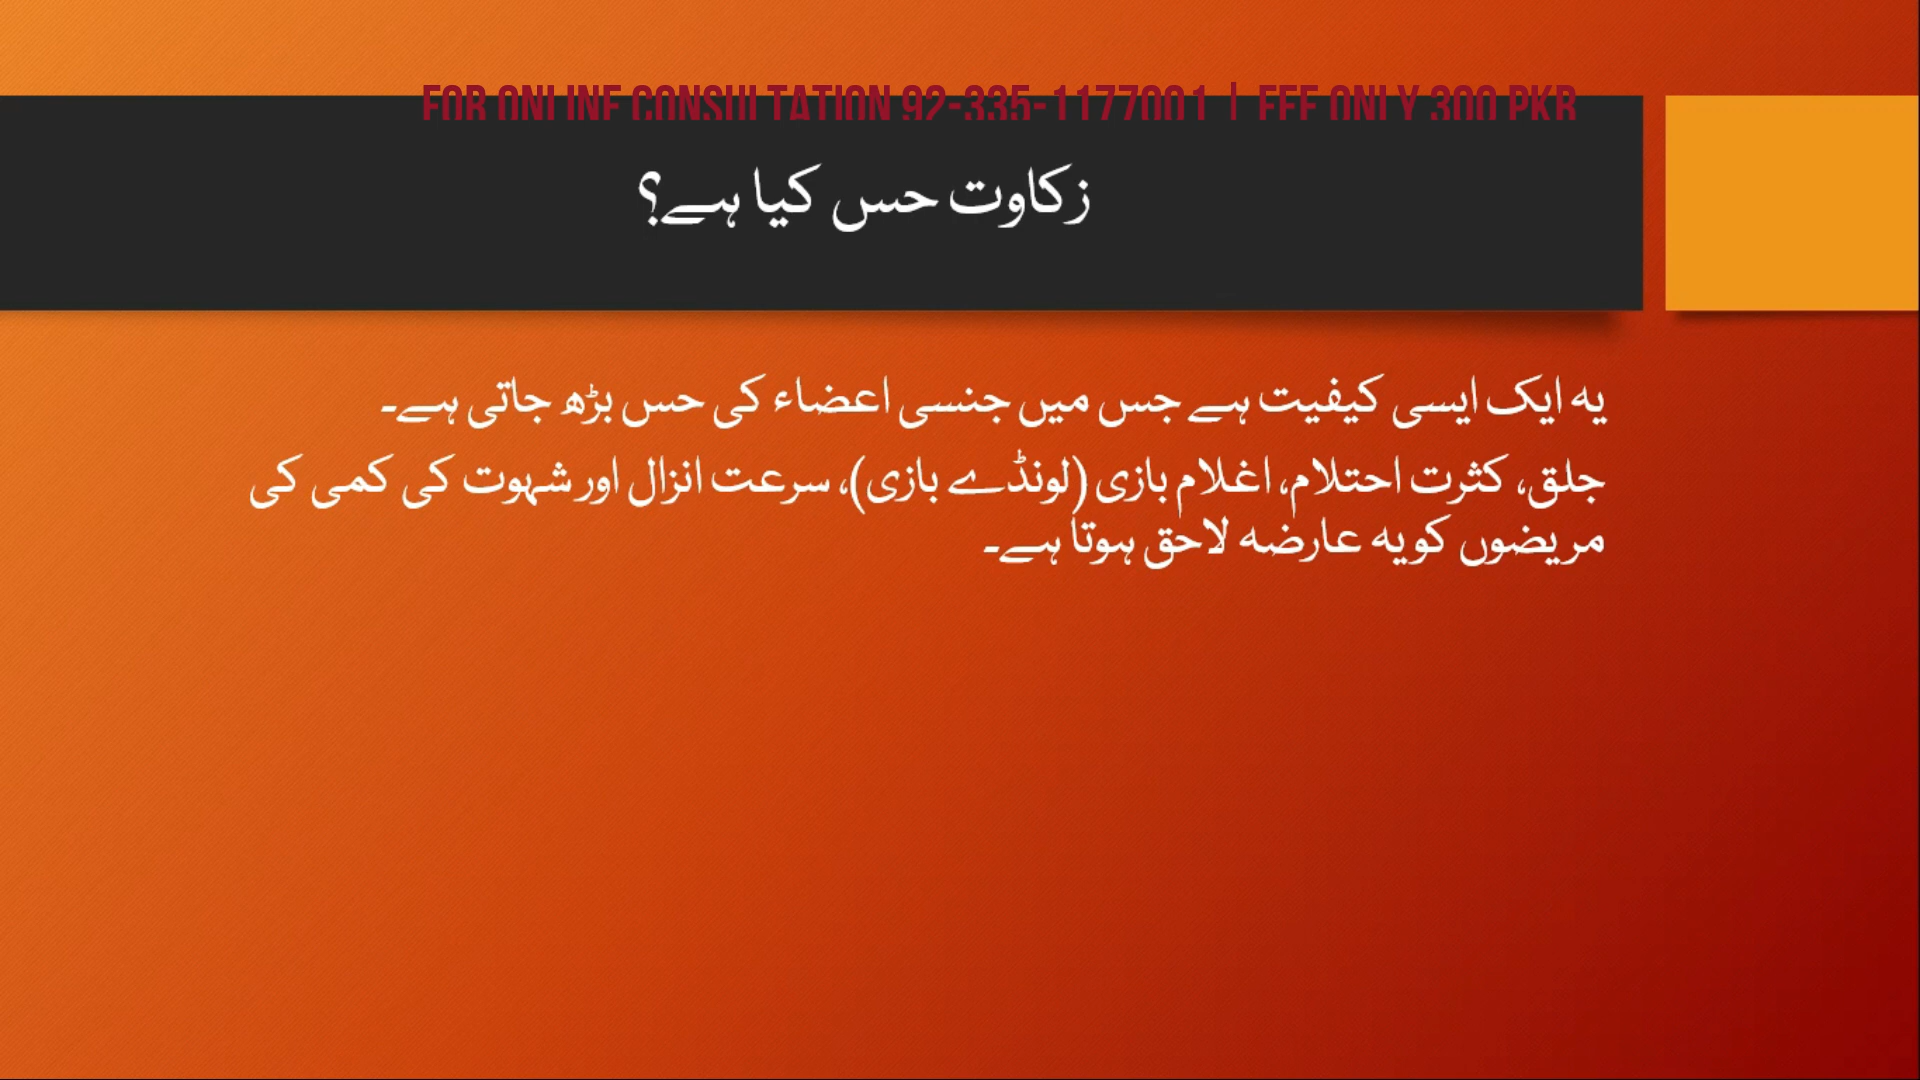 FOR ONLINE CONSULTATION 92-335-1177001 | FEE ONLY 300 PKR
زکاوت حس کیا ہے؟
یہ ایک ایسی کیفیت ہے جس میں جنسی اعضاء کی حس بڑھ جاتی ہے۔
جلق، کثرت احتلام، اغلام بازی (لونڈے بازی)، سرعت انزال اور شہوت کی کمی کی
مریضوں کو یہ عارضہ لاحق ہوتا ہے۔